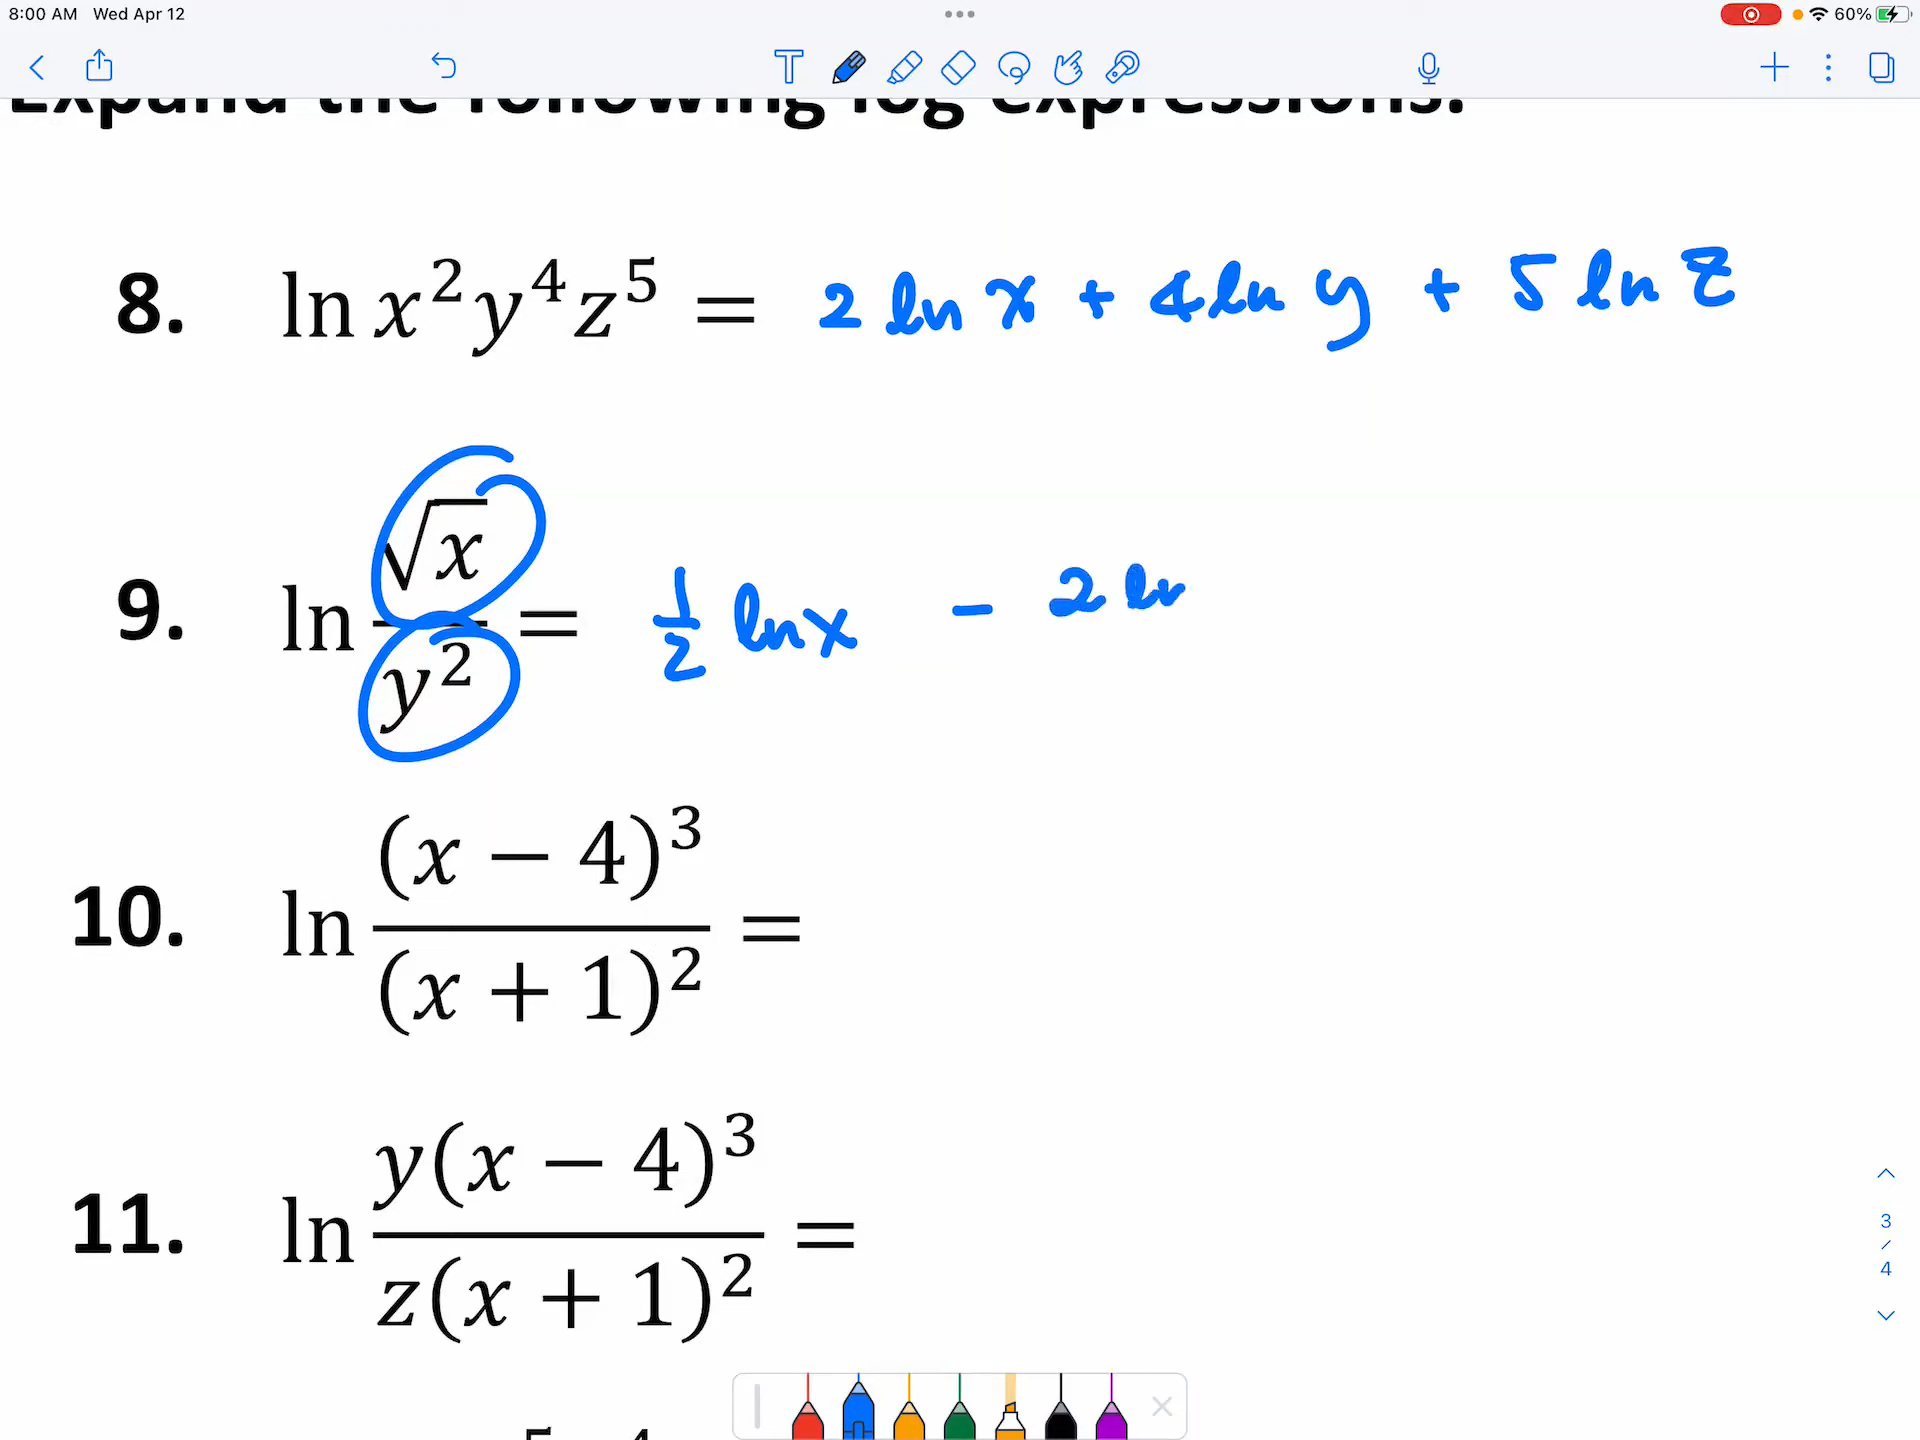 8:00 AM Wed Apr 12
60%
Expand the following log expressions.
8. ln x²y⁴z⁵ = 2 ln x + 4 ln y + 5 ln z
9. ln √x / y² = 1/2 ln x - 2 ln
10. ln (x − 4)³ / (x + 1)² =
11. ln y(x − 4)³ / z(x + 1)² =
3
/
4